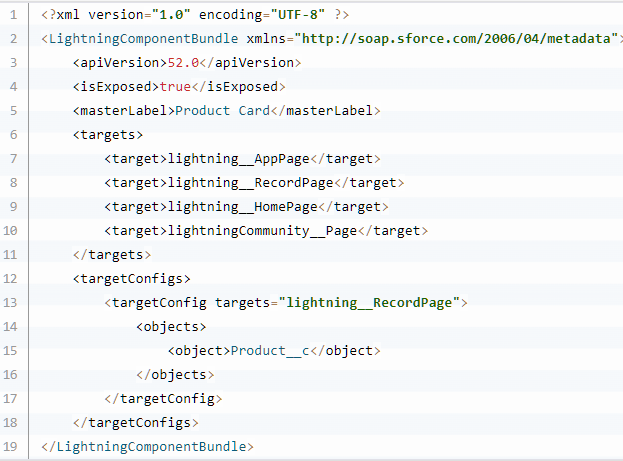 1 <?xml version="1.0" encoding="UTF-8" ?>
2 <LightningComponentBundle xmlns="http://soap.sforce.com/2006/04/metadata">
3     <apiVersion>52.0</apiVersion>
4     <isExposed>true</isExposed>
5     <masterLabel>Product Card</masterLabel>
6     <targets>
7         <target>lightning__AppPage</target>
8         <target>lightning__RecordPage</target>
9         <target>lightning__HomePage</target>
10         <target>lightningCommunity__Page</target>
11     </targets>
12     <targetConfigs>
13         <targetConfig targets="lightning__RecordPage">
14             <objects>
15                 <object>Product__c</object>
16             </objects>
17         </targetConfig>
18     </targetConfigs>
19 </LightningComponentBundle>